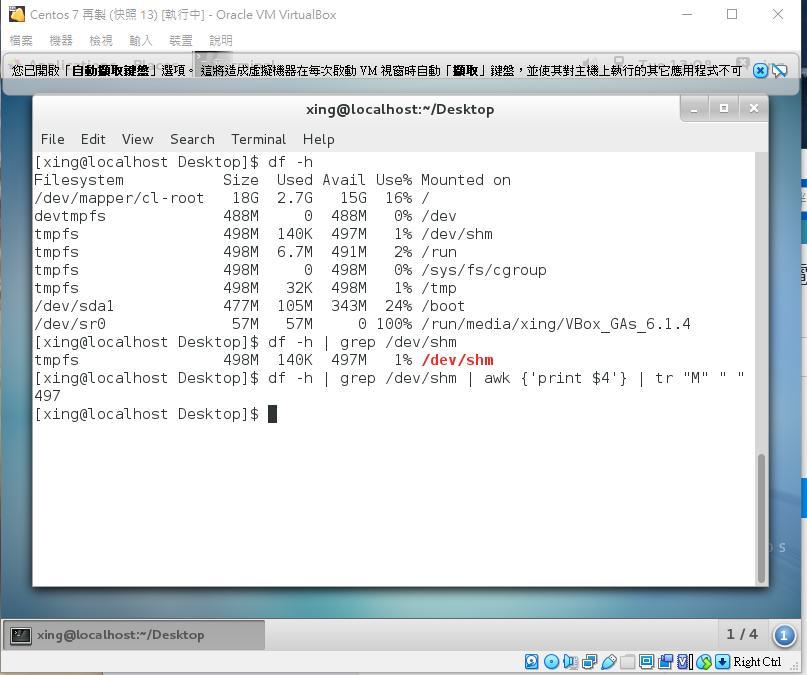 Centos 7 再製 (快照 13) [執行中] - Oracle VM VirtualBox
檔案 機器 檢視 輸入 裝置 說明
您已開啟「自動擷取鍵盤」選項。這將造成虛擬機器在每次啟動 VM 視窗時自動「擷取」鍵盤，並使其對主機上執行的其它應用程式不可
xing@localhost:~/Desktop
File Edit View Search Terminal Help
[xing@localhost Desktop]$ df -h
Filesystem Size Used Avail Use% Mounted on
/dev/mapper/cl-root 18G 2.7G 15G 16% /
devtmpfs 488M 0 488M 0% /dev
tmpfs 498M 140K 497M 1% /dev/shm
tmpfs 498M 6.7M 491M 2% /run
tmpfs 498M 0 498M 0% /sys/fs/cgroup
tmpfs 498M 32K 498M 1% /tmp
/dev/sda1 477M 105M 343M 24% /boot
/dev/sr0 57M 57M 0 100% /run/media/xing/VBox_GAs_6.1.4
[xing@localhost Desktop]$ df -h | grep /dev/shm
tmpfs 498M 140K 497M 1% /dev/shm
[xing@localhost Desktop]$ df -h | grep /dev/shm | awk {'print $4'} | tr "M" " "
497
[xing@localhost Desktop]$
xing@localhost:~/Desktop
1 / 4
1
Right Ctrl